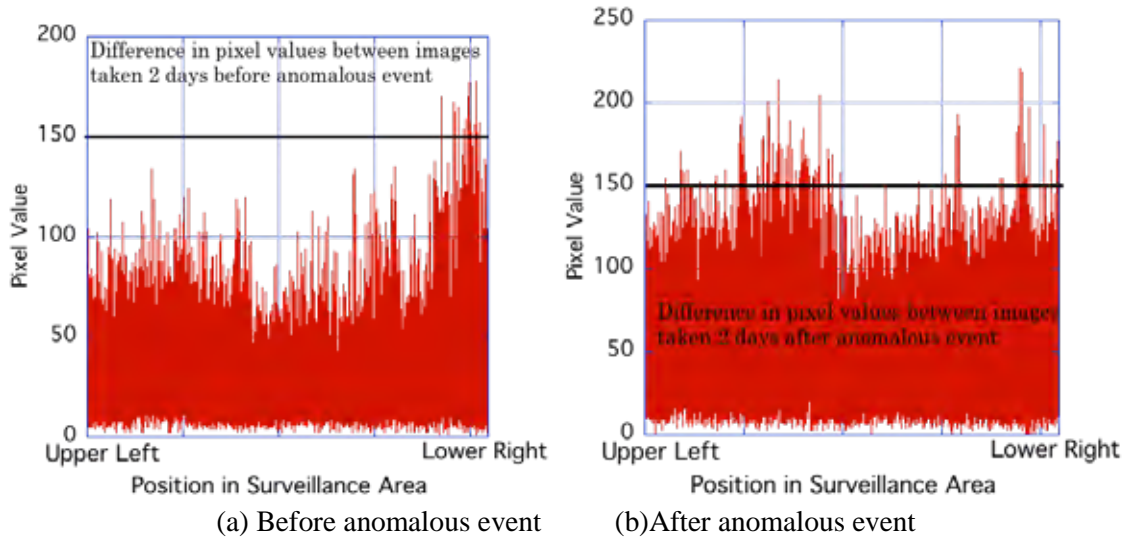 200
150
100
50
0
Pixel Value
Difference in pixel values between images
taken 2 days before anomalous event
Upper Left
Lower Right
Position in Surveillance Area
250
200
150
100
50
0
Pixel Value
Difference in pixel values between images
taken 2 days after anomalous event
Upper Left
Lower Right
Position in Surveillance Area
(a) Before anomalous event
(b)After anomalous event